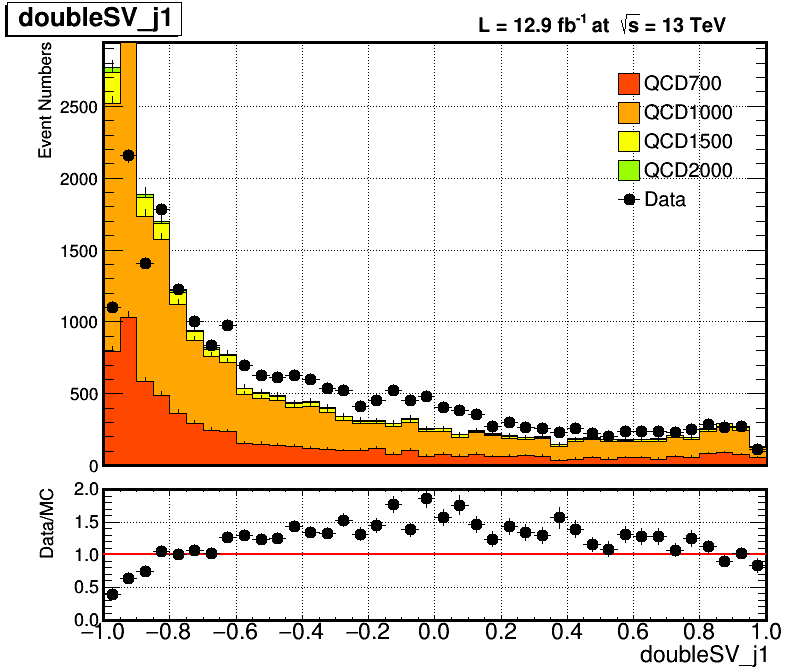 doubleSV_j1
L = 12.9 fb-1 at √s = 13 TeV
Event Numbers
2500
2000
1500
1000
500
0
QCD700
QCD1000
QCD1500
QCD2000
Data
Data/MC
2.0
1.5
1.0
0.5
0.0
−1.0 −0.8 −0.6 −0.4 −0.2 0.0 0.2 0.4 0.6 0.8 1.0
doubleSV_j1